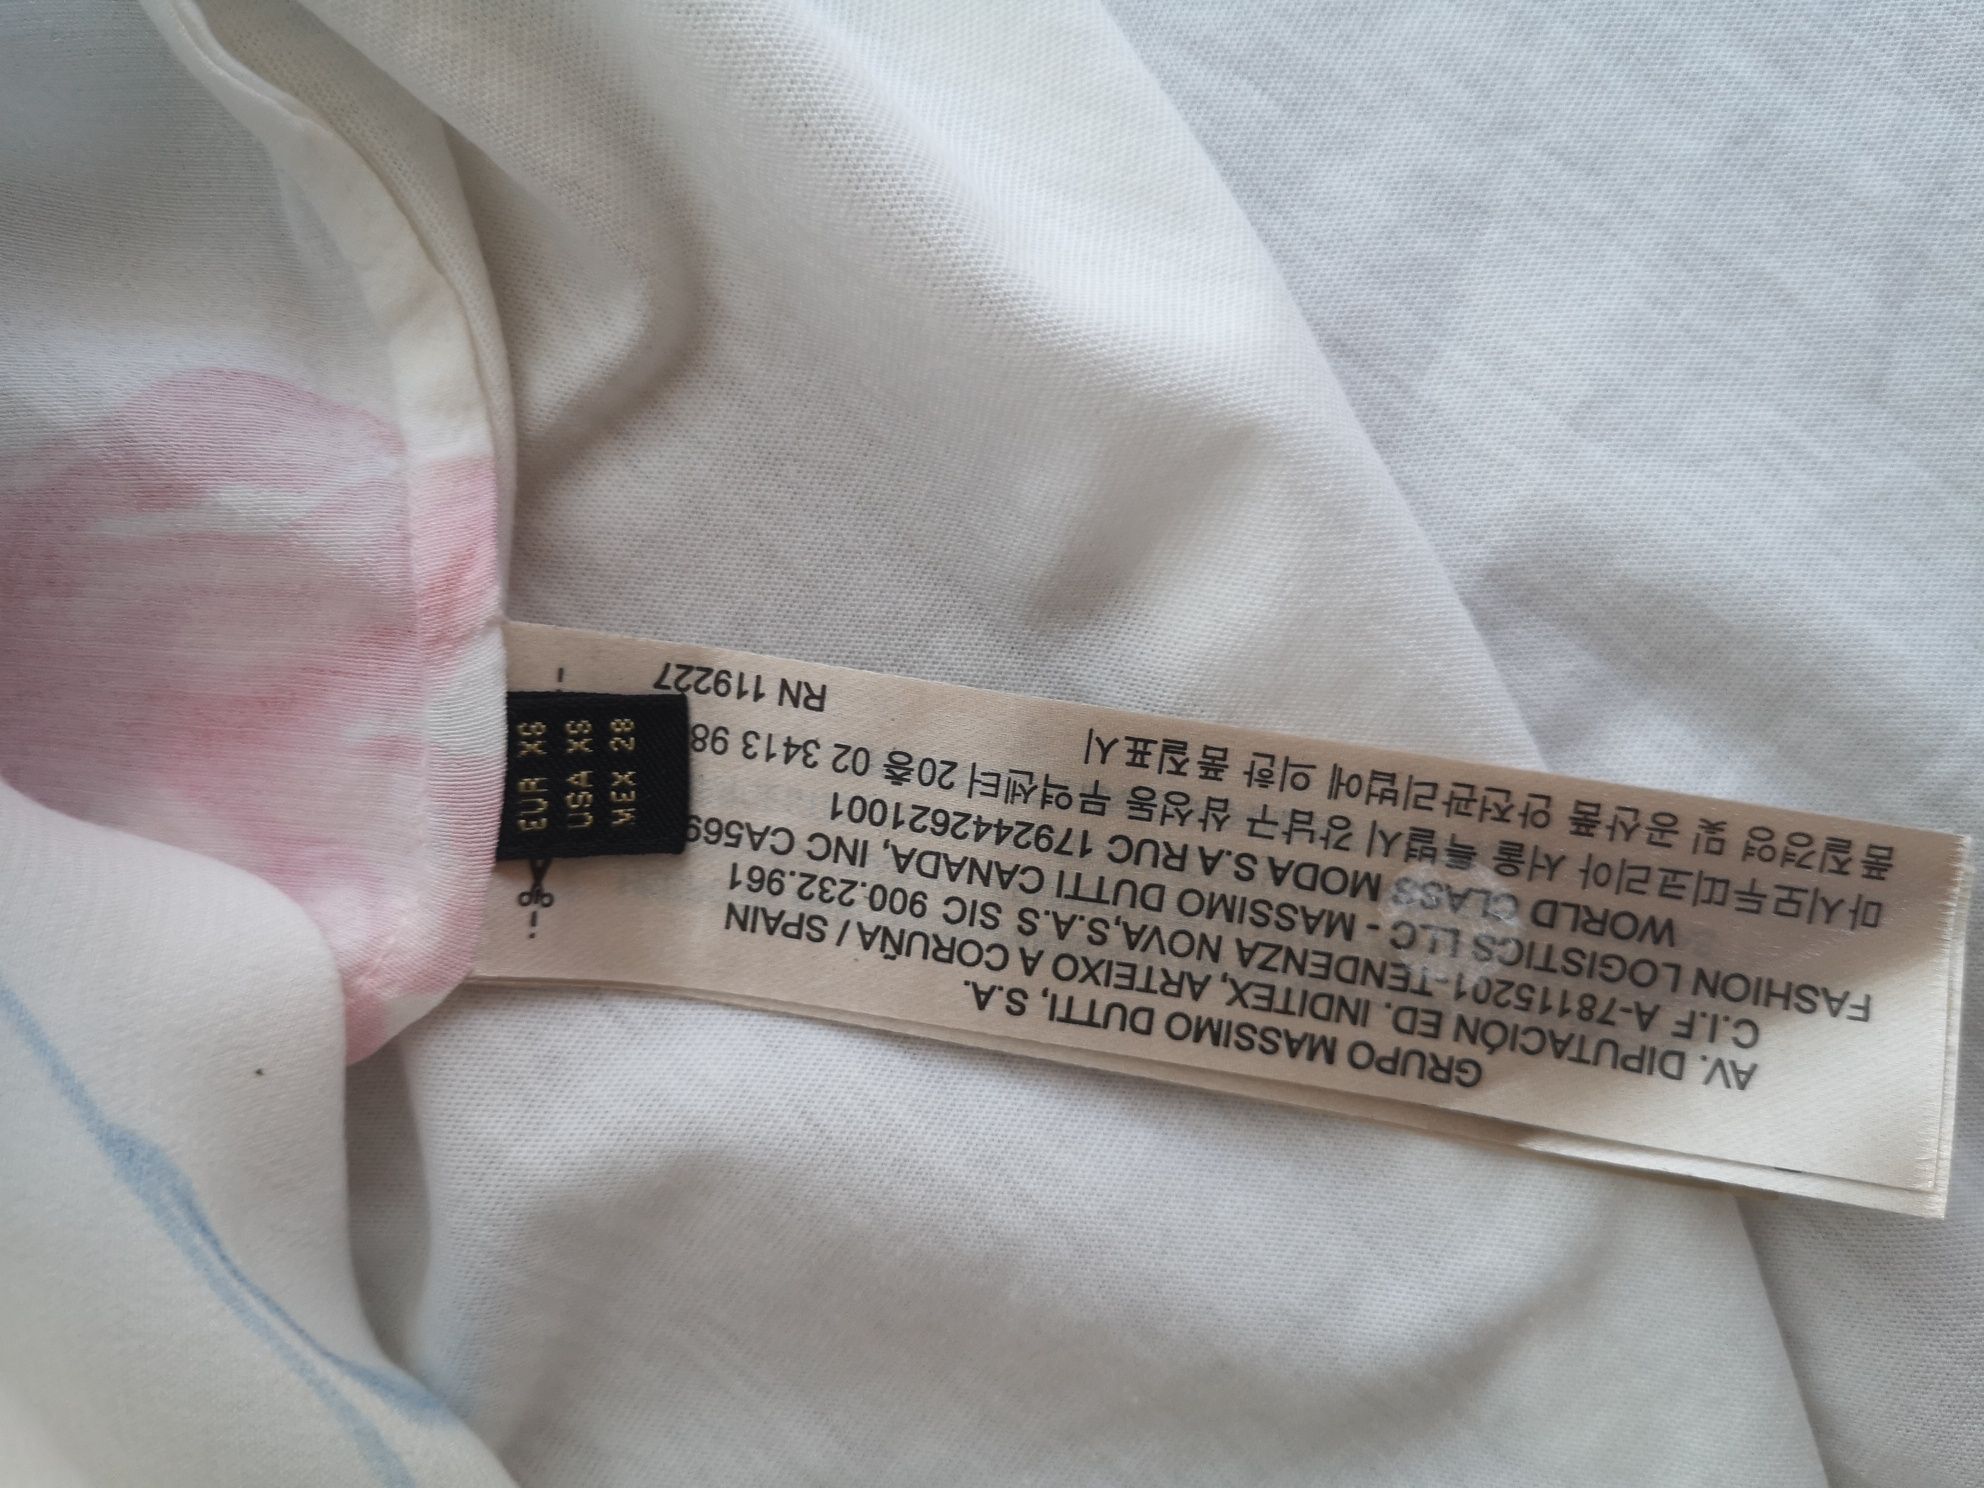 GRUPO MASSIMO DUTTI, S.A.
AV. DIPUTACIÓN ED. INDITEX, ARTEIXO A CORUÑA / SPAIN
C.I.F A-78115201-TENDENZA NOVA,S.A.S SIC 900.232.961
FASHION LOGISTICS LLC - MASSIMO DUTTI CANADA, INC CA569
WORLD CLASS MODA S.A RUC 1792442621001
마시모두띠코리아 서울 특별시 강남구 삼성동 무역센터 20층 02 3413 98
품질경영 및 공산품 안전관리법에 의한 품질표시
RN 119227
EUR XS
USA XS
MEX 26